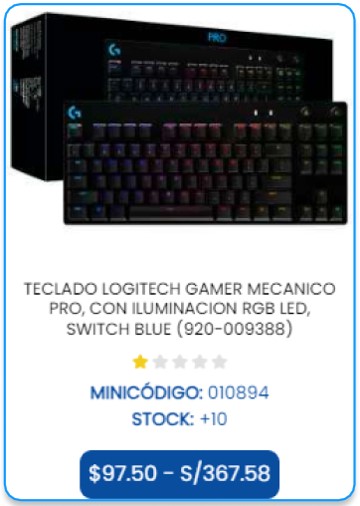 PRO
TECLADO LOGITECH GAMER MECANICO
PRO, CON ILUMINACION RGB LED,
SWITCH BLUE (920-009388)
MINICÓDIGO: 010894
STOCK: +10
$97.50 - S/367.58